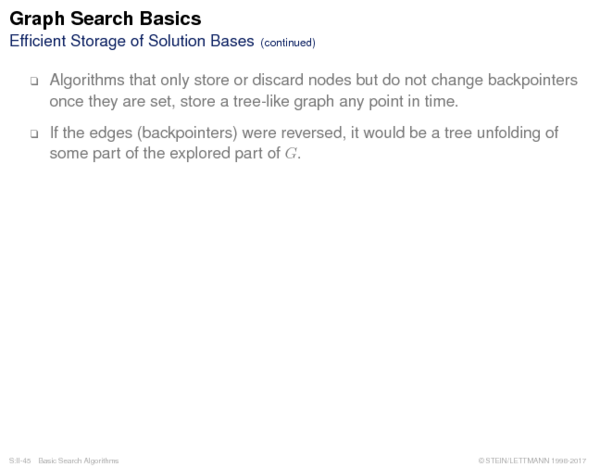 Graph Search Basics
Efficient Storage of Solution Bases (continued)
❑ Algorithms that only store or discard nodes but do not change backpointers
once they are set, store a tree-like graph any point in time.
❑ If the edges (backpointers) were reversed, it would be a tree unfolding of
some part of the explored part of G.
S:II-45 Basic Search Algorithms
© STEIN/LETTMANN 1998-2017